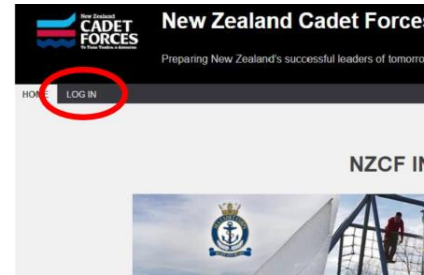 New Zealand
CADET
FORCES
New Zealand Cadet Forces
Preparing New Zealand's successful leaders of tomorro
HOME
LOG IN
NZCF IN